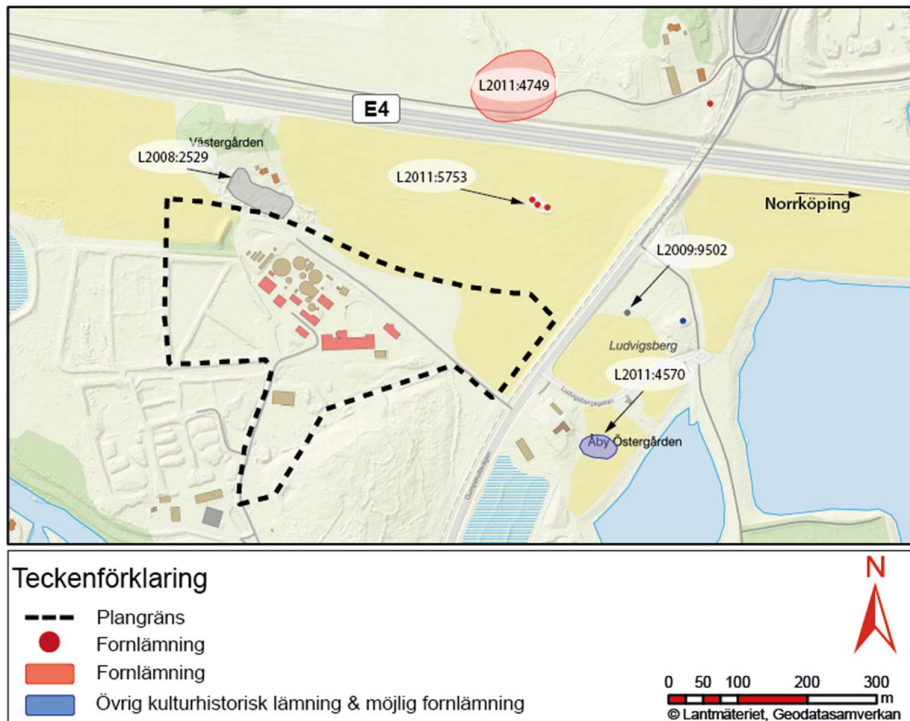 L2011:4749
E4
Västergården
L2008:2529
L2011:5753
Norrköping
L2009:9502
Ludvigsberg
L2011:4570
Åby Östergården
Teckenförklaring
Plangräns
Fornlämning
Fornlämning
Övrig kulturhistorisk lämning & möjlig fornlämning
N
0 50 100 200 300
m
© Lantmäteriet, Geodatasamverkan